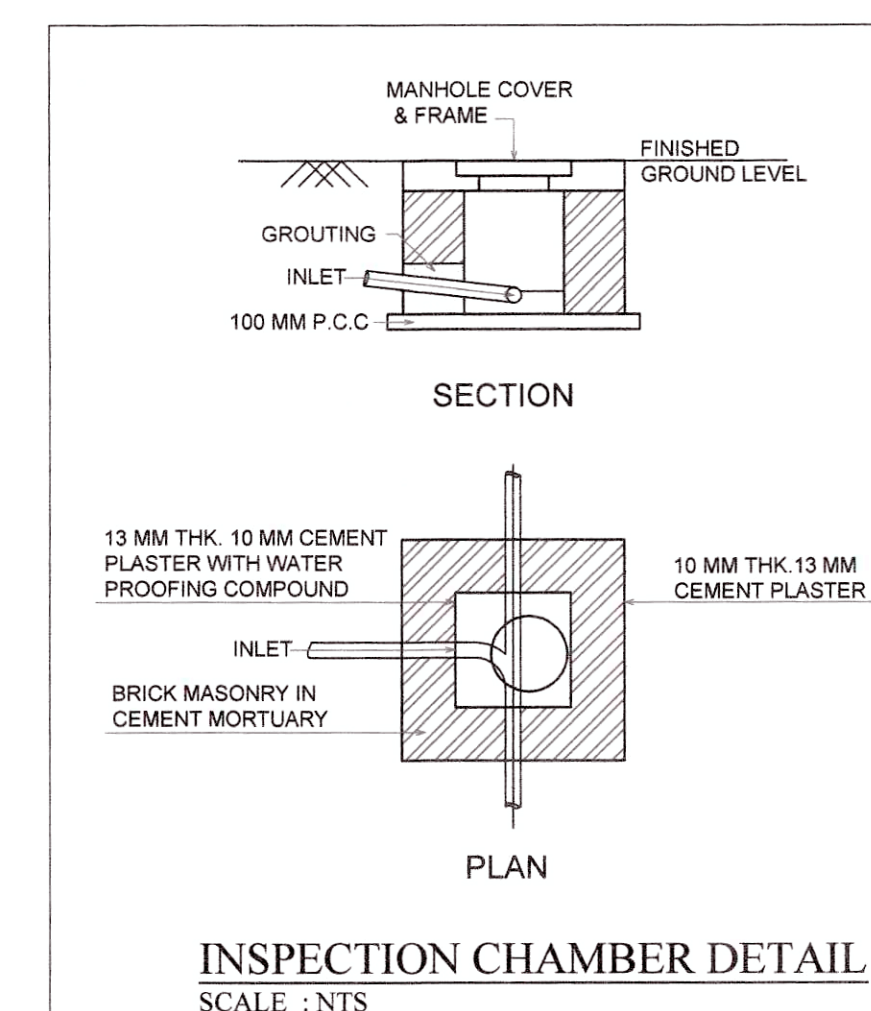 MANHOLE COVER
& FRAME
FINISHED
GROUND LEVEL
GROUTING
INLET
100 MM P.C.C
SECTION
13 MM THK. 10 MM CEMENT
PLASTER WITH WATER
PROOFING COMPOUND
10 MM THK.13 MM
CEMENT PLASTER
INLET
BRICK MASONRY IN
CEMENT MORTUARY
PLAN
INSPECTION CHAMBER DETAIL
SCALE : NTS